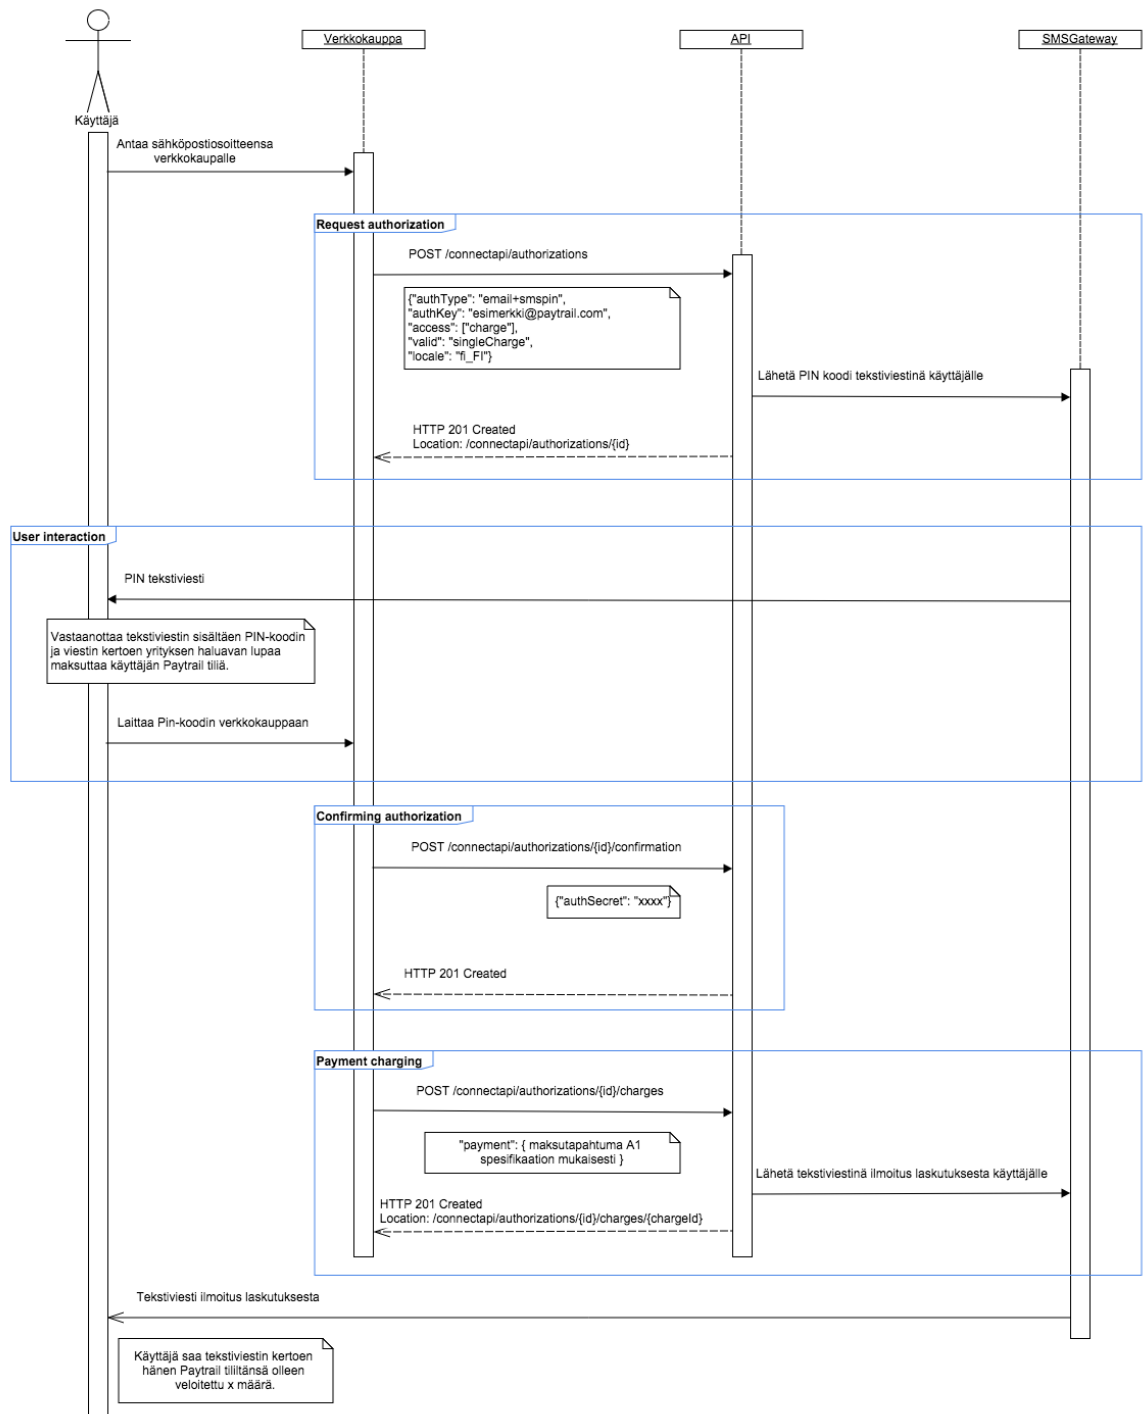 Verkkokauppa
API
SMSGateway
Käyttäjä
Antaa sähköpostiosoitteensa
verkkokaupalle
Request authorization
POST /connectapi/authorizations
{"authType": "email+smspin",
"authKey": "esimerkki@paytrail.com",
"access": ["charge"],
"valid": "singleCharge",
"locale": "fi_FI"}
Lähetä PIN koodi tekstiviestinä käyttäjälle
HTTP 201 Created
Location: /connectapi/authorizations/{id}
User interaction
PIN tekstiviesti
Vastaanottaa tekstiviestin sisältäen PIN-koodin
ja viestin kertoen yrityksen haluavan lupaa
maksuttaa käyttäjän Paytrail tiliä.
Laittaa Pin-koodin verkkokauppaan
Confirming authorization
POST /connectapi/authorizations/{id}/confirmation
{"authSecret": "xxxx"}
HTTP 201 Created
Payment charging
POST /connectapi/authorizations/{id}/charges
"payment": { maksutapahtuma A1
spesifikaation mukaisesti }
Lähetä tekstiviestinä ilmoitus laskutuksesta käyttäjälle
HTTP 201 Created
Location: /connectapi/authorizations/{id}/charges/{chargeId}
Tekstiviesti ilmoitus laskutuksesta
Käyttäjä saa tekstiviestin kertoen
hänen Paytrail tililtänsä olleen
veloitettu x määrä.